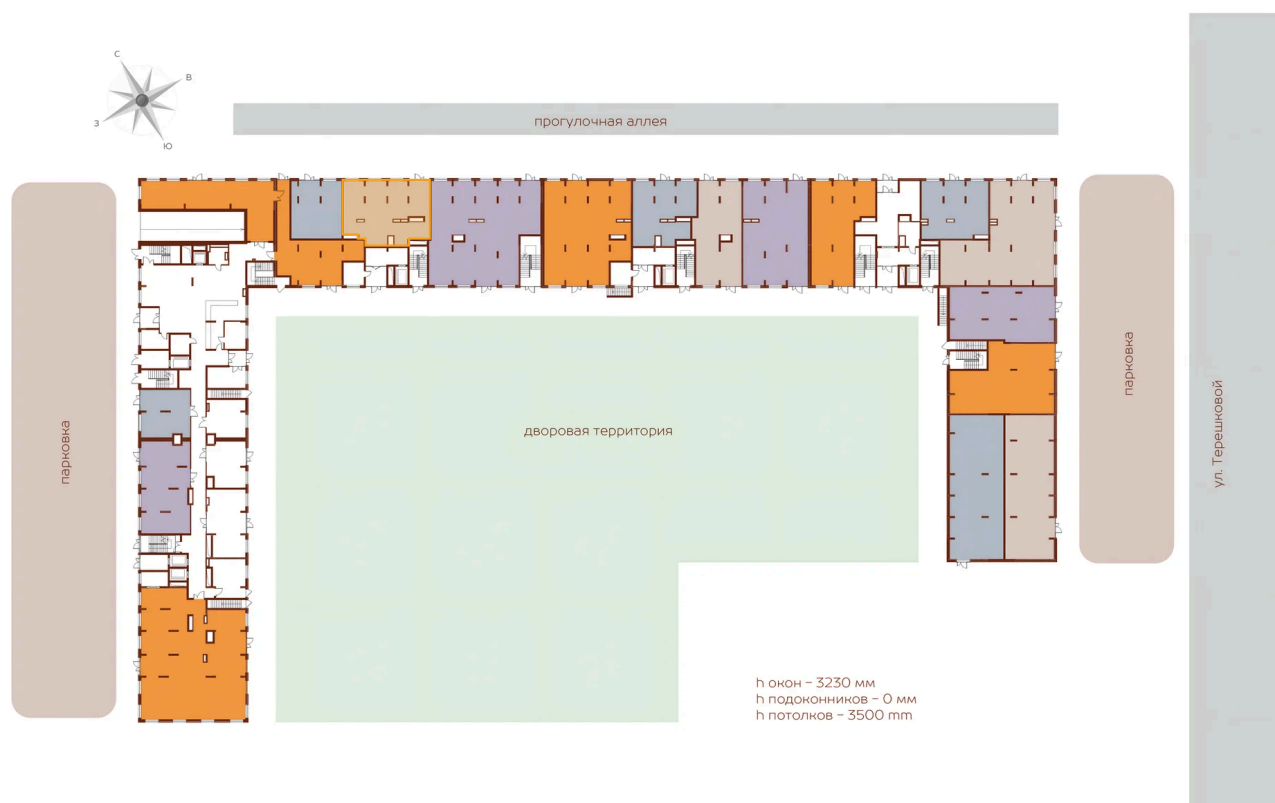 С
В
З
Ю
прогулочная аллея
парковка
дворовая территория
парковка
ул. Терешковой
h окон – 3230 мм
h подоконников – 0 мм
h потолков – 3500 mm